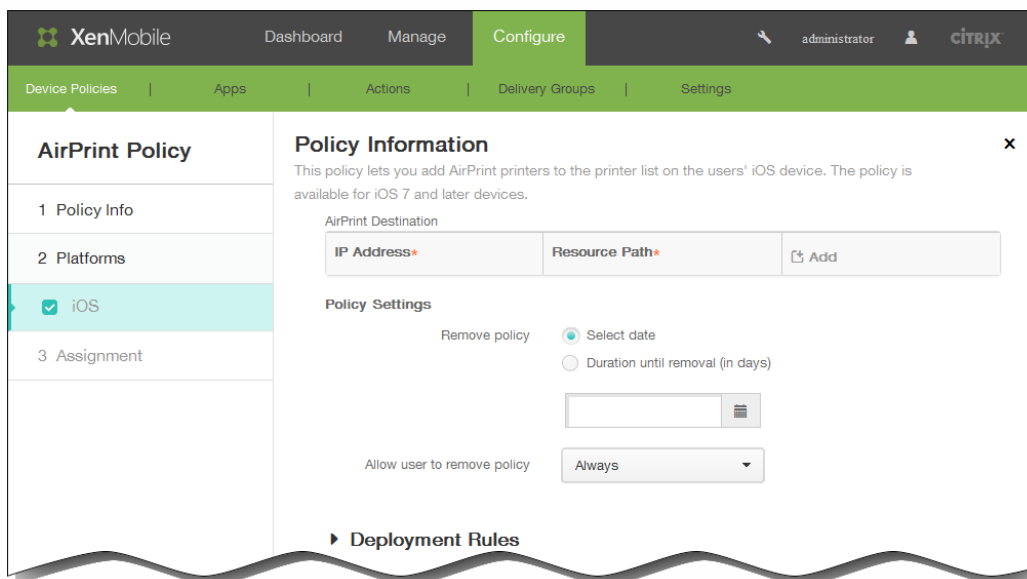 XenMobile Dashboard Manage Configure administrator CİTRIX
Device Policies | Apps | Actions | Delivery Groups | Settings
AirPrint Policy
1 Policy Info
2 Platforms
iOS
3 Assignment
Policy Information x
This policy lets you add AirPrint printers to the printer list on the users' iOS device. The policy is
available for iOS 7 and later devices.
AirPrint Destination
IP Address* Resource Path* Add
Policy Settings
Remove policy Select date
Duration until removal (in days)
Allow user to remove policy Always
Deployment Rules